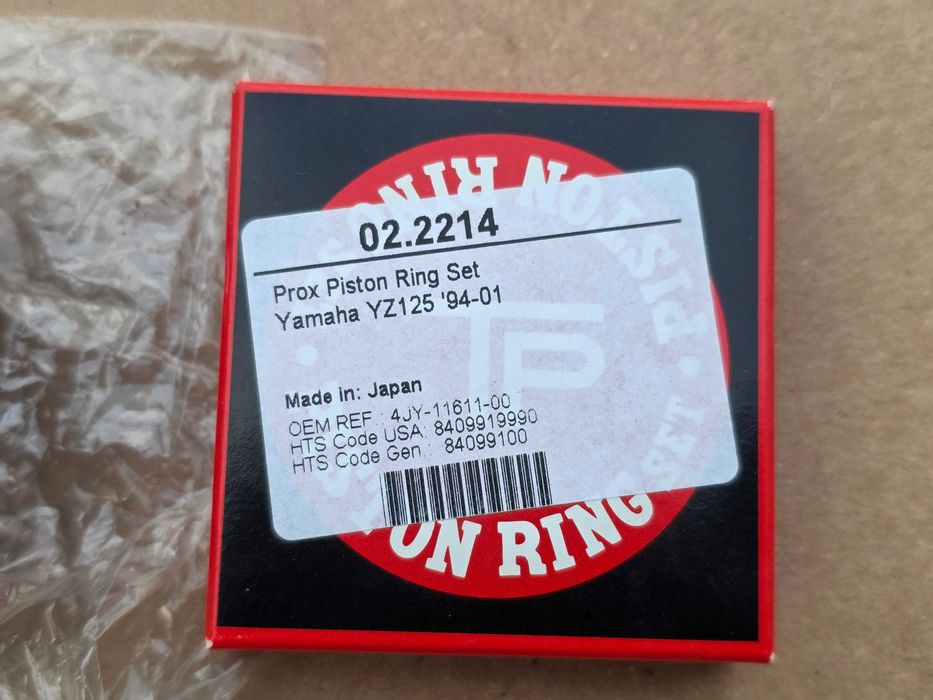 02.2214
Prox Piston Ring Set
Yamaha YZ125 '94-01
Made in: Japan
OEM REF.: 4JY-11611-00
HTS Code USA: 8409919990
HTS Code Gen.: 84099100
TP
PISTON RING
PISTON RING SET